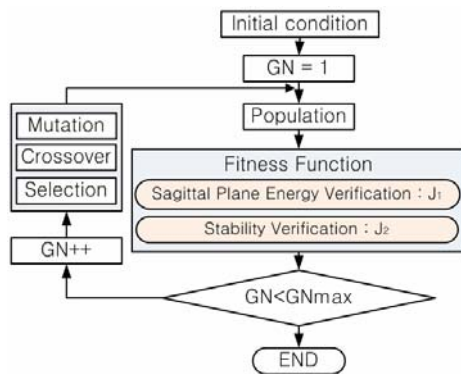 Initial condition
GN = 1
Population
Mutation
Crossover
Selection
Fitness Function
Sagittal Plane Energy Verification : J₁
Stability Verification : J₂
GN++
GN<GNmax
END